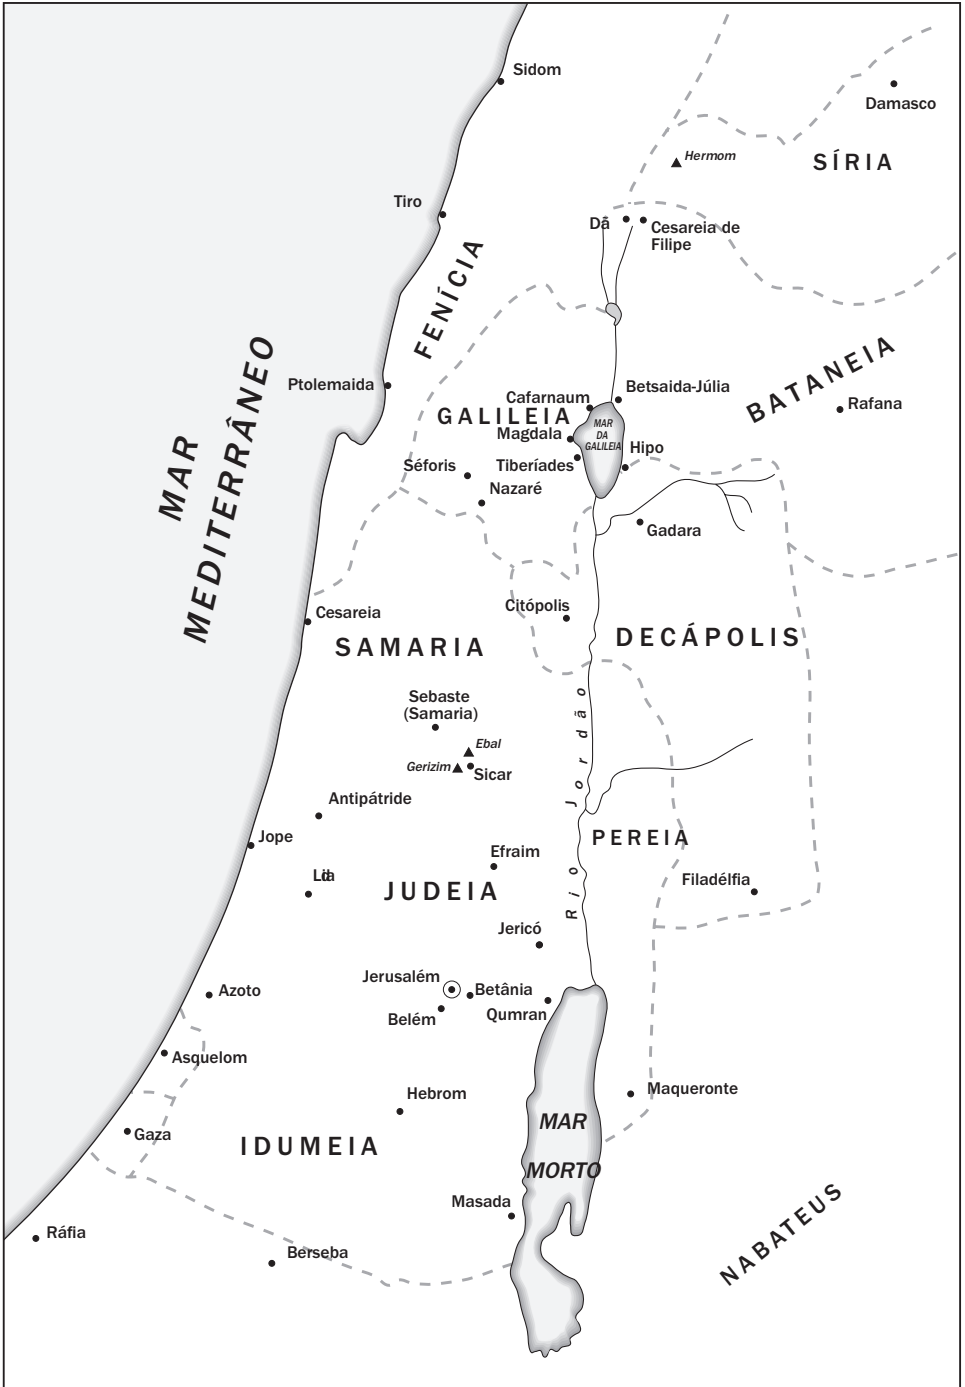 Sidom
Damasco
Hermom
SÍRIA
Tiro
Dã
Cesareia de
Filipe
FENÍCIA
MAR
MEDITERRÂNEO
Ptolemaida
Betsaida-Júlia
BATANEIA
Cafarnaum
Rafana
GALILEIA
MAR
DA
GALILEIA
Magdala
Hipo
Séforis
Tiberíades
Nazaré
Gadara
Citópolis
Cesareia
SAMARIA
DECÁPOLIS
Sebaste
(Samaria)
Ebal
Gerizim
Sicar
Rio Jordão
Antipátride
Jope
PEREIA
Efraim
Lida
JUDEIA
Filadélfia
Jericó
Jerusalém
Betânia
Azoto
Belém
Qumran
Asquelom
Hebrom
Maqueronte
Gaza
MAR
MORTO
IDUMEIA
Masada
NABATEUS
Ráfia
Berseba